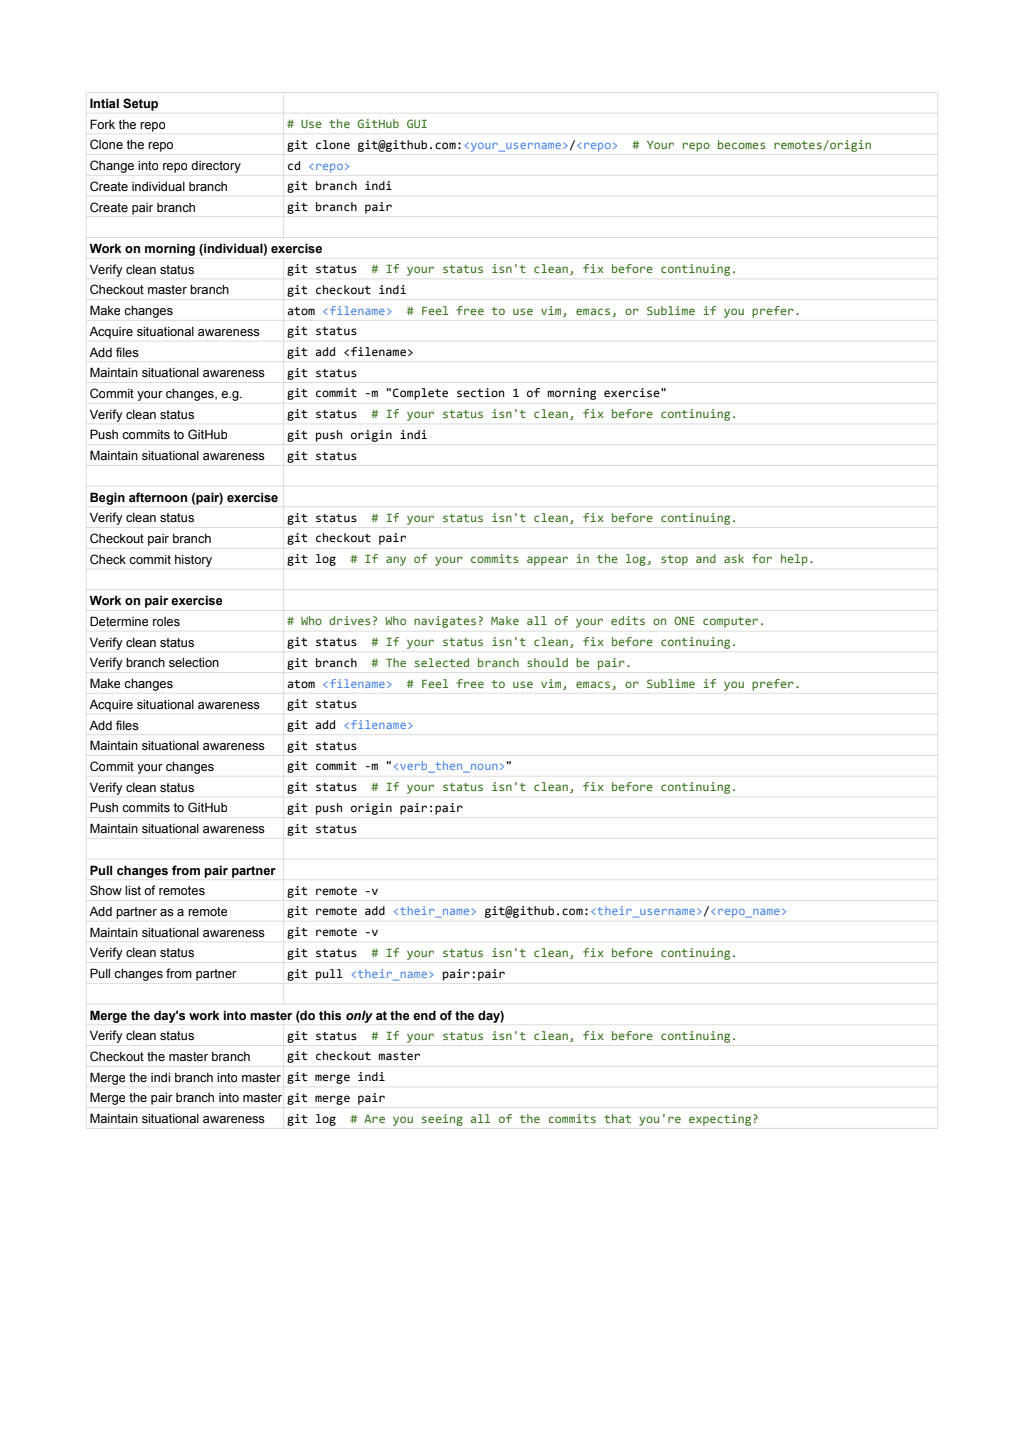 Intial Setup
Fork the repo # Use the GitHub GUI
Clone the repo git clone git@github.com:<your_username>/<repo> # Your repo becomes remotes/origin
Change into repo directory cd <repo>
Create individual branch git branch indi
Create pair branch git branch pair
Work on morning (individual) exercise
Verify clean status git status # If your status isn't clean, fix before continuing.
Checkout master branch git checkout indi
Make changes atom <filename> # Feel free to use vim, emacs, or Sublime if you prefer.
Acquire situational awareness git status
Add files git add <filename>
Maintain situational awareness git status
Commit your changes, e.g. git commit -m "Complete section 1 of morning exercise"
Verify clean status git status # If your status isn't clean, fix before continuing.
Push commits to GitHub git push origin indi
Maintain situational awareness git status
Begin afternoon (pair) exercise
Verify clean status git status # If your status isn't clean, fix before continuing.
Checkout pair branch git checkout pair
Check commit history git log # If any of your commits appear in the log, stop and ask for help.
Work on pair exercise
Determine roles # Who drives? Who navigates? Make all of your edits on ONE computer.
Verify clean status git status # If your status isn't clean, fix before continuing.
Verify branch selection git branch # The selected branch should be pair.
Make changes atom <filename> # Feel free to use vim, emacs, or Sublime if you prefer.
Acquire situational awareness git status
Add files git add <filename>
Maintain situational awareness git status
Commit your changes git commit -m "<verb_then_noun>"
Verify clean status git status # If your status isn't clean, fix before continuing.
Push commits to GitHub git push origin pair:pair
Maintain situational awareness git status
Pull changes from pair partner
Show list of remotes git remote -v
Add partner as a remote git remote add <their_name> git@github.com:<their_username>/<repo_name>
Maintain situational awareness git remote -v
Verify clean status git status # If your status isn't clean, fix before continuing.
Pull changes from partner git pull <their_name> pair:pair
Merge the day's work into master (do this only at the end of the day)
Verify clean status git status # If your status isn't clean, fix before continuing.
Checkout the master branch git checkout master
Merge the indi branch into master git merge indi
Merge the pair branch into master git merge pair
Maintain situational awareness git log # Are you seeing all of the commits that you're expecting?